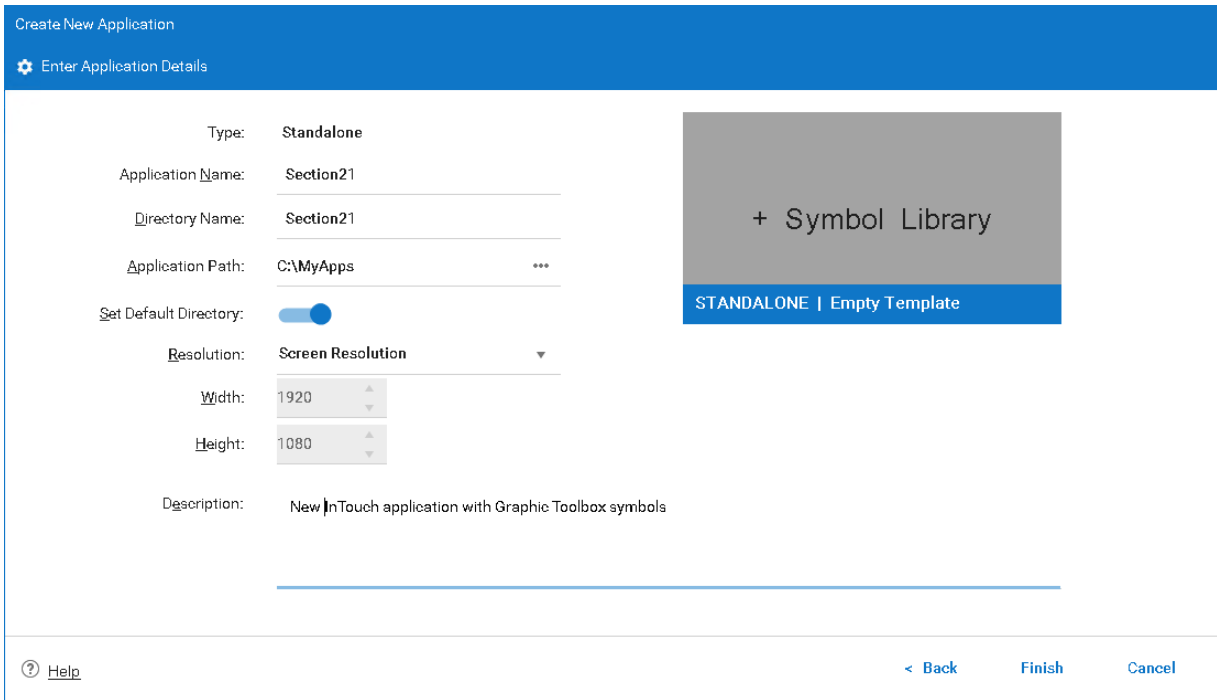 Create New Application
Enter Application Details
Type: Standalone
Application Name: Section21
Directory Name: Section21
Application Path: C:\MyApps •••
Set Default Directory:
Resolution: Screen Resolution
Width: 1920
Height: 1080
Description: New InTouch application with Graphic Toolbox symbols
+ Symbol Library
STANDALONE | Empty Template
? Help
< Back Finish Cancel